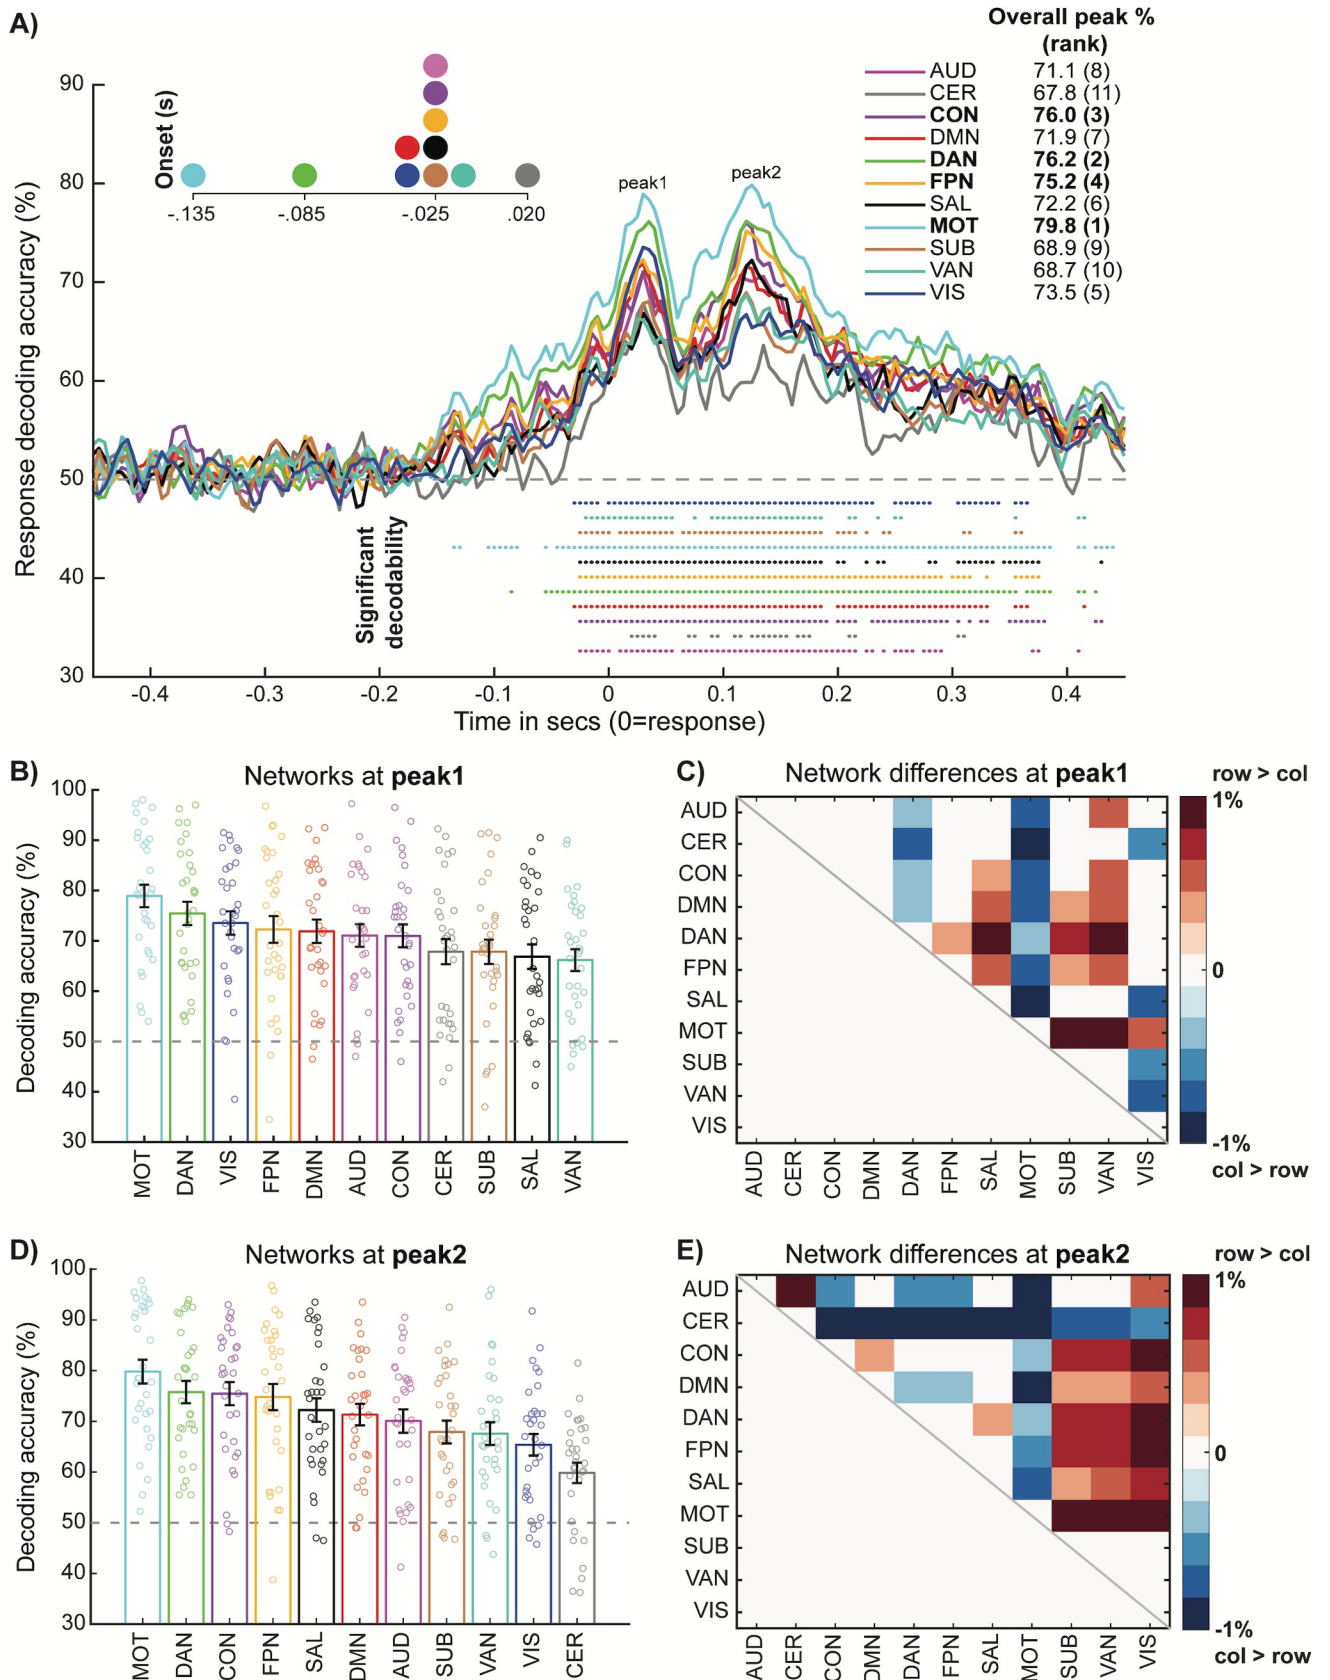 A)
Overall peak %
(rank)
AUD 71.1 (8)
CER 67.8 (11)
CON 76.0 (3)
DMN 71.9 (7)
DAN 76.2 (2)
FPN 75.2 (4)
SAL 72.2 (6)
MOT 79.8 (1)
SUB 68.9 (9)
VAN 68.7 (10)
VIS 73.5 (5)
Onset (s)
-.135 -.085 -.025 .020
peak1 peak2
Response decoding accuracy (%)
90
80
70
60
50
40
30
Significant
decodability
-0.4 -0.3 -0.2 -0.1 0 0.1 0.2 0.3 0.4
Time in secs (0=response)
B)
Networks at peak1
Decoding accuracy (%)
100
90
80
70
60
50
40
30
MOT DAN VIS FPN DMN AUD CON CER SUB SAL VAN
C)
Network differences at peak1
row > col
1%
0
-1%
col > row
AUD
CER
CON
DMN
DAN
FPN
SAL
MOT
SUB
VAN
VIS
AUD CER CON DMN DAN FPN SAL MOT SUB VAN VIS
D)
Networks at peak2
Decoding accuracy (%)
100
90
80
70
60
50
40
30
MOT DAN CON FPN SAL DMN AUD SUB VAN VIS CER
E)
Network differences at peak2
row > col
1%
0
-1%
col > row
AUD
CER
CON
DMN
DAN
FPN
SAL
MOT
SUB
VAN
VIS
AUD CER CON DMN DAN FPN SAL MOT SUB VAN VIS